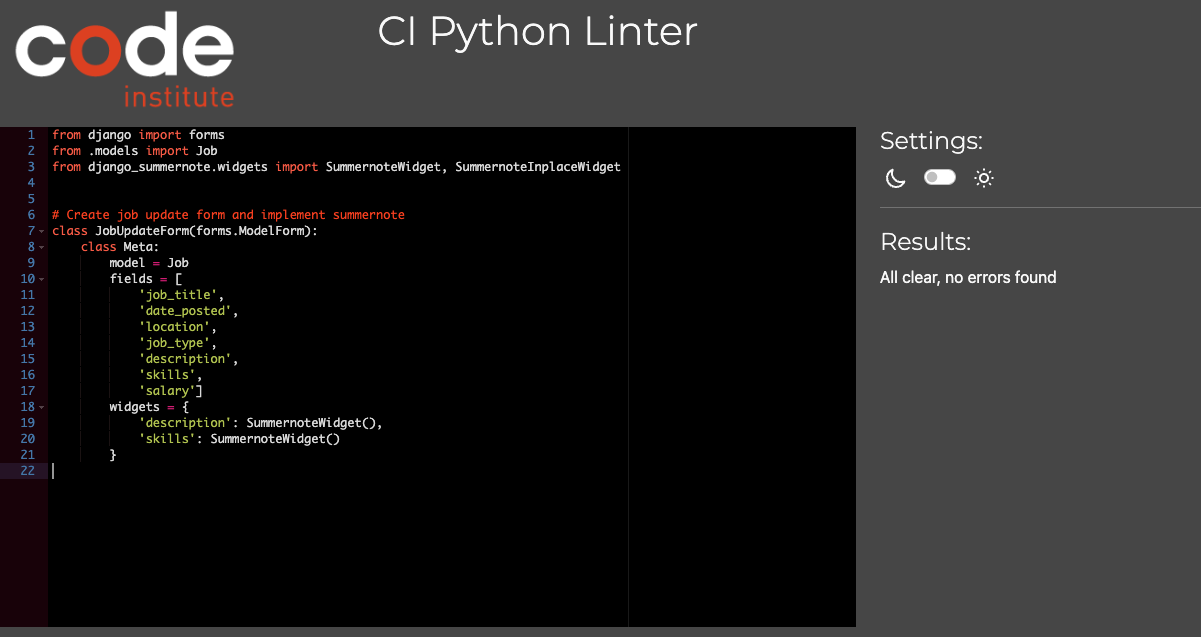 code
institute
CI Python Linter
1 from django import forms
2 from .models import Job
3 from django_summernote.widgets import SummernoteWidget, SummernoteInplaceWidget
4
5
6 # Create job update form and implement summernote
7 class JobUpdateForm(forms.ModelForm):
8     class Meta:
9         model = Job
10         fields = [
11             'job_title',
12             'date_posted',
13             'location',
14             'job_type',
15             'description',
16             'skills',
17             'salary']
18         widgets = {
19             'description': SummernoteWidget(),
20             'skills': SummernoteWidget()
21         }
22
Settings:
Results:
All clear, no errors found